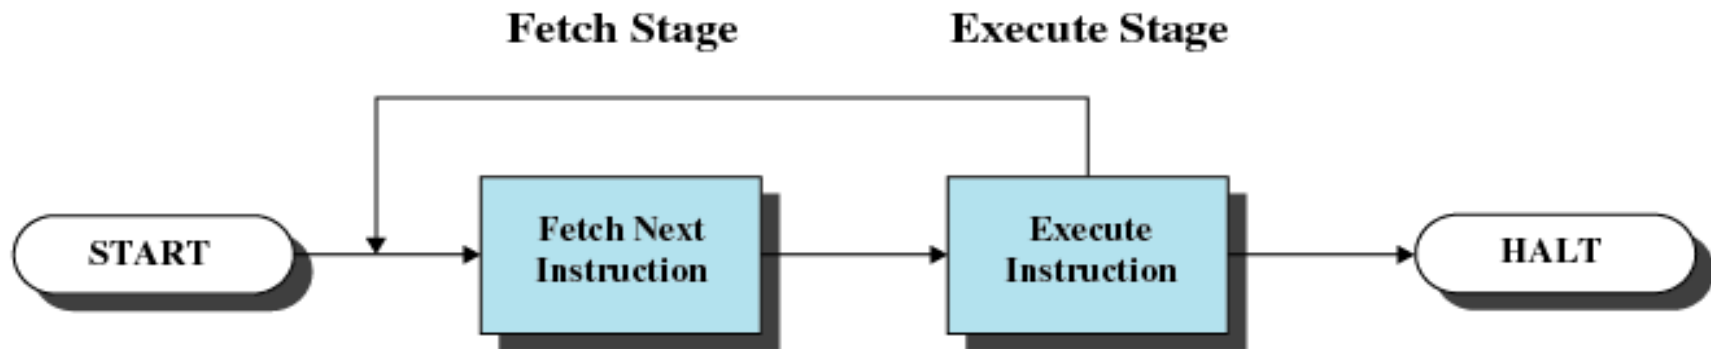 Fetch Stage
Execute Stage
START
Fetch Next
Instruction
Execute
Instruction
HALT